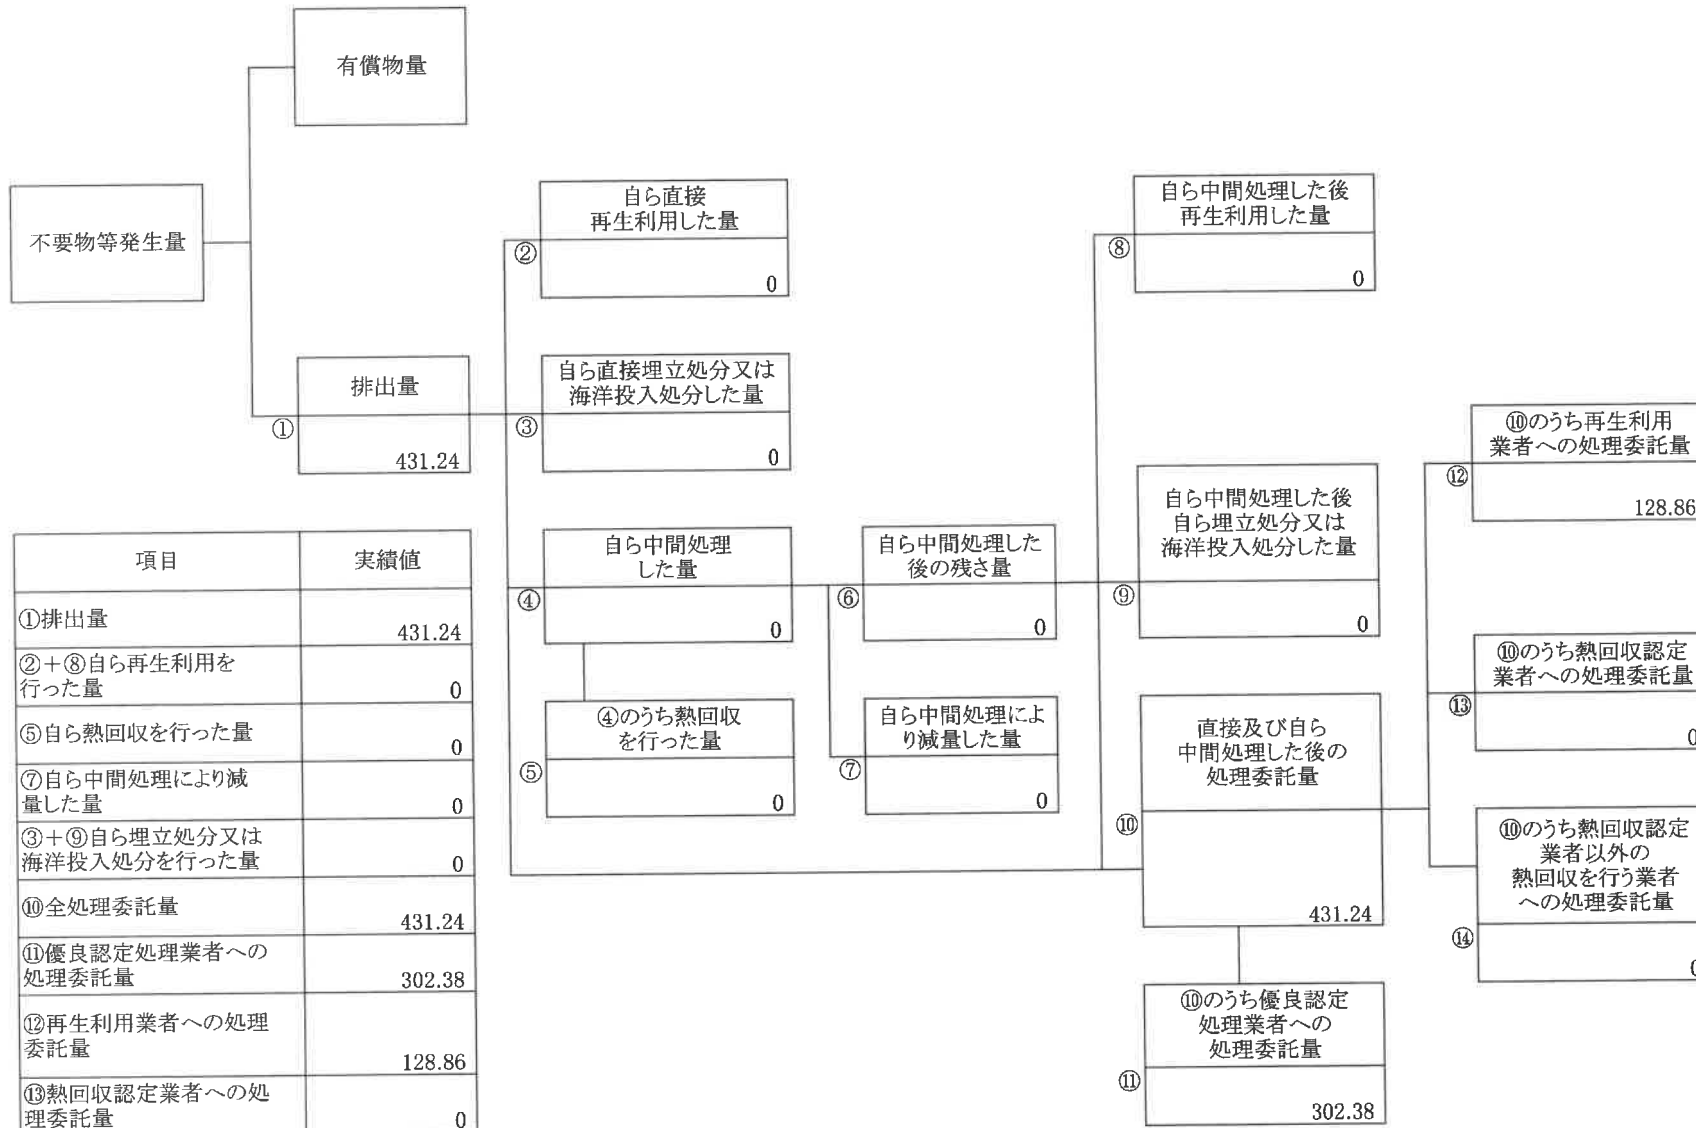 有償物量
不要物等発生量
自ら直接
再生利用した量
②
0
自ら中間処理した後
再生利用した量
⑧
0
排出量
①
431.24
自ら直接埋立処分又は
海洋投入処分した量
③
0
⑩のうち再生利用
業者への処理委託量
⑫
128.86
自ら中間処理
した量
④
0
自ら中間処理した
後の残さ量
⑥
0
自ら中間処理した後
自ら埋立処分又は
海洋投入処分した量
⑨
0
⑩のうち熱回収認定
業者への処理委託量
⑬
0
④のうち熱回収
を行った量
⑤
0
自ら中間処理によ
り減量した量
⑦
0
直接及び自ら
中間処理した後の
処理委託量
⑩
431.24
⑩のうち熱回収認定
業者以外の
熱回収を行う業者
への処理委託量
⑭
0
⑩のうち優良認定
処理業者への
処理委託量
⑪
302.38
項目 実績値
①排出量
431.24
②+⑧自ら再生利用を
行った量 0
⑤自ら熱回収を行った量
0
⑦自ら中間処理により減
量した量 0
③+⑨自ら埋立処分又は
海洋投入処分を行った量 0
⑩全処理委託量
431.24
⑪優良認定処理業者への
処理委託量 302.38
⑫再生利用業者への処理
委託量
128.86
⑬熱回収認定業者への処
理委託量 0